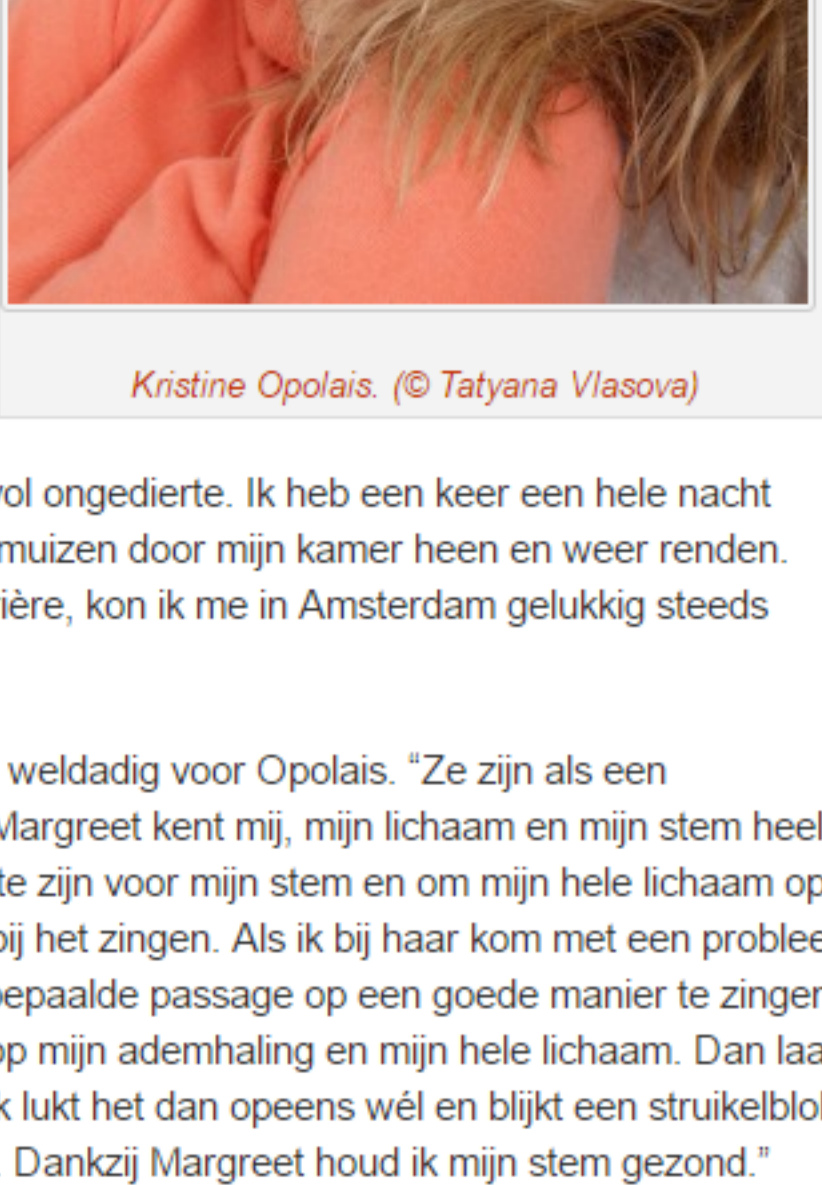 Kristine Opolais. (© Tatyana Vlasova)
vol ongedierte. Ik heb een keer een hele nacht
muizen door mijn kamer heen en weer renden.
ière, kon ik me in Amsterdam gelukkig steeds
weldadig voor Opolais. “Ze zijn als een
Margreet kent mij, mijn lichaam en mijn stem heel
te zijn voor mijn stem en om mijn hele lichaam op
bij het zingen. Als ik bij haar kom met een problee
bepaalde passage op een goede manier te zingen
op mijn ademhaling en mijn hele lichaam. Dan laa
k lukt het dan opeens wél en blijkt een struikelblok
. Dankzij Margreet houd ik mijn stem gezond.”